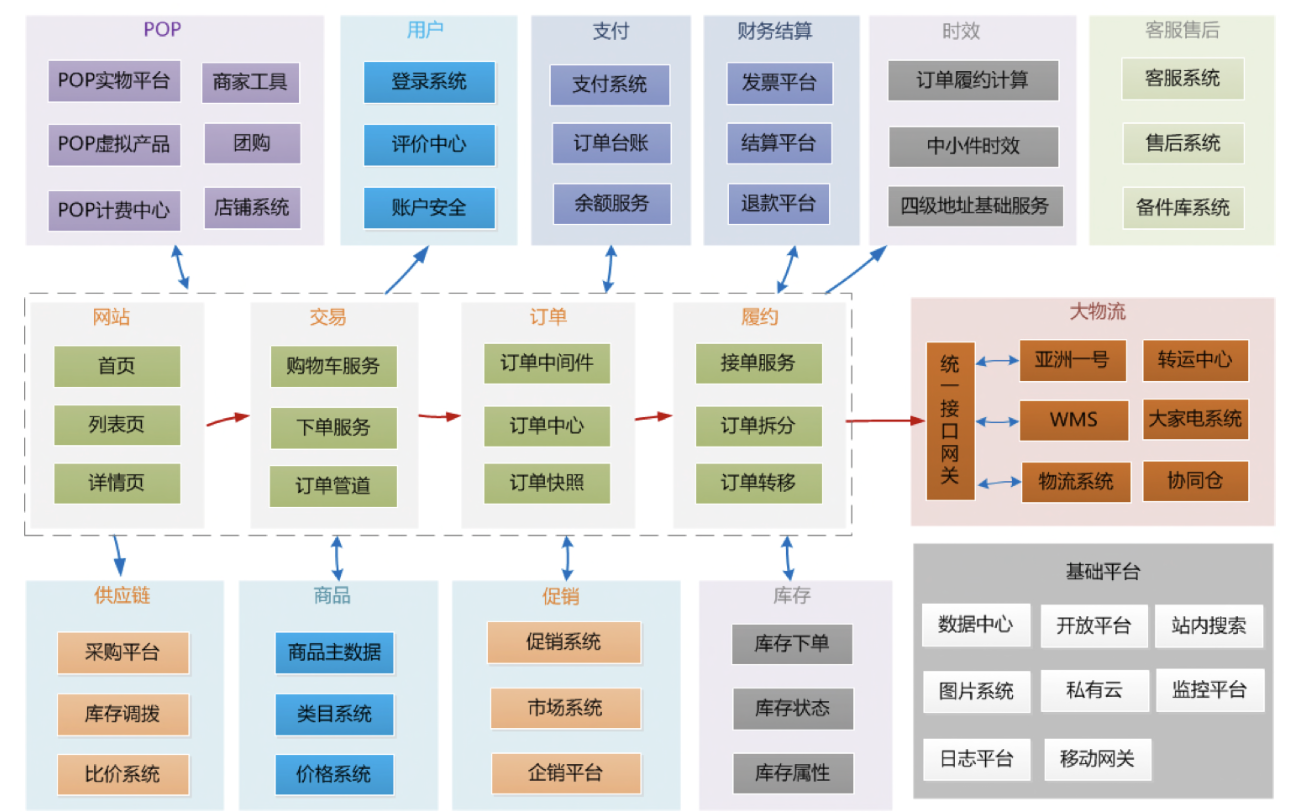 POP
POP实物平台
商家工具
POP虚拟产品
团购
POP计费中心
店铺系统
用户
登录系统
评价中心
账户安全
支付
支付系统
订单台账
余额服务
财务结算
发票平台
结算平台
退款平台
时效
订单履约计算
中小件时效
四级地址基础服务
客服售后
客服系统
售后系统
备件库系统
网站
首页
列表页
详情页
交易
购物车服务
下单服务
订单管道
订单
订单中间件
订单中心
订单快照
履约
接单服务
订单拆分
订单转移
大物流
统一接口网关
亚洲一号
转运中心
WMS
大家电系统
物流系统
协同仓
供应链
采购平台
库存调拨
比价系统
商品
商品主数据
类目系统
价格系统
促销
促销系统
市场系统
企销平台
库存
库存下单
库存状态
库存属性
基础平台
数据中心
开放平台
站内搜索
图片系统
私有云
监控平台
日志平台
移动网关